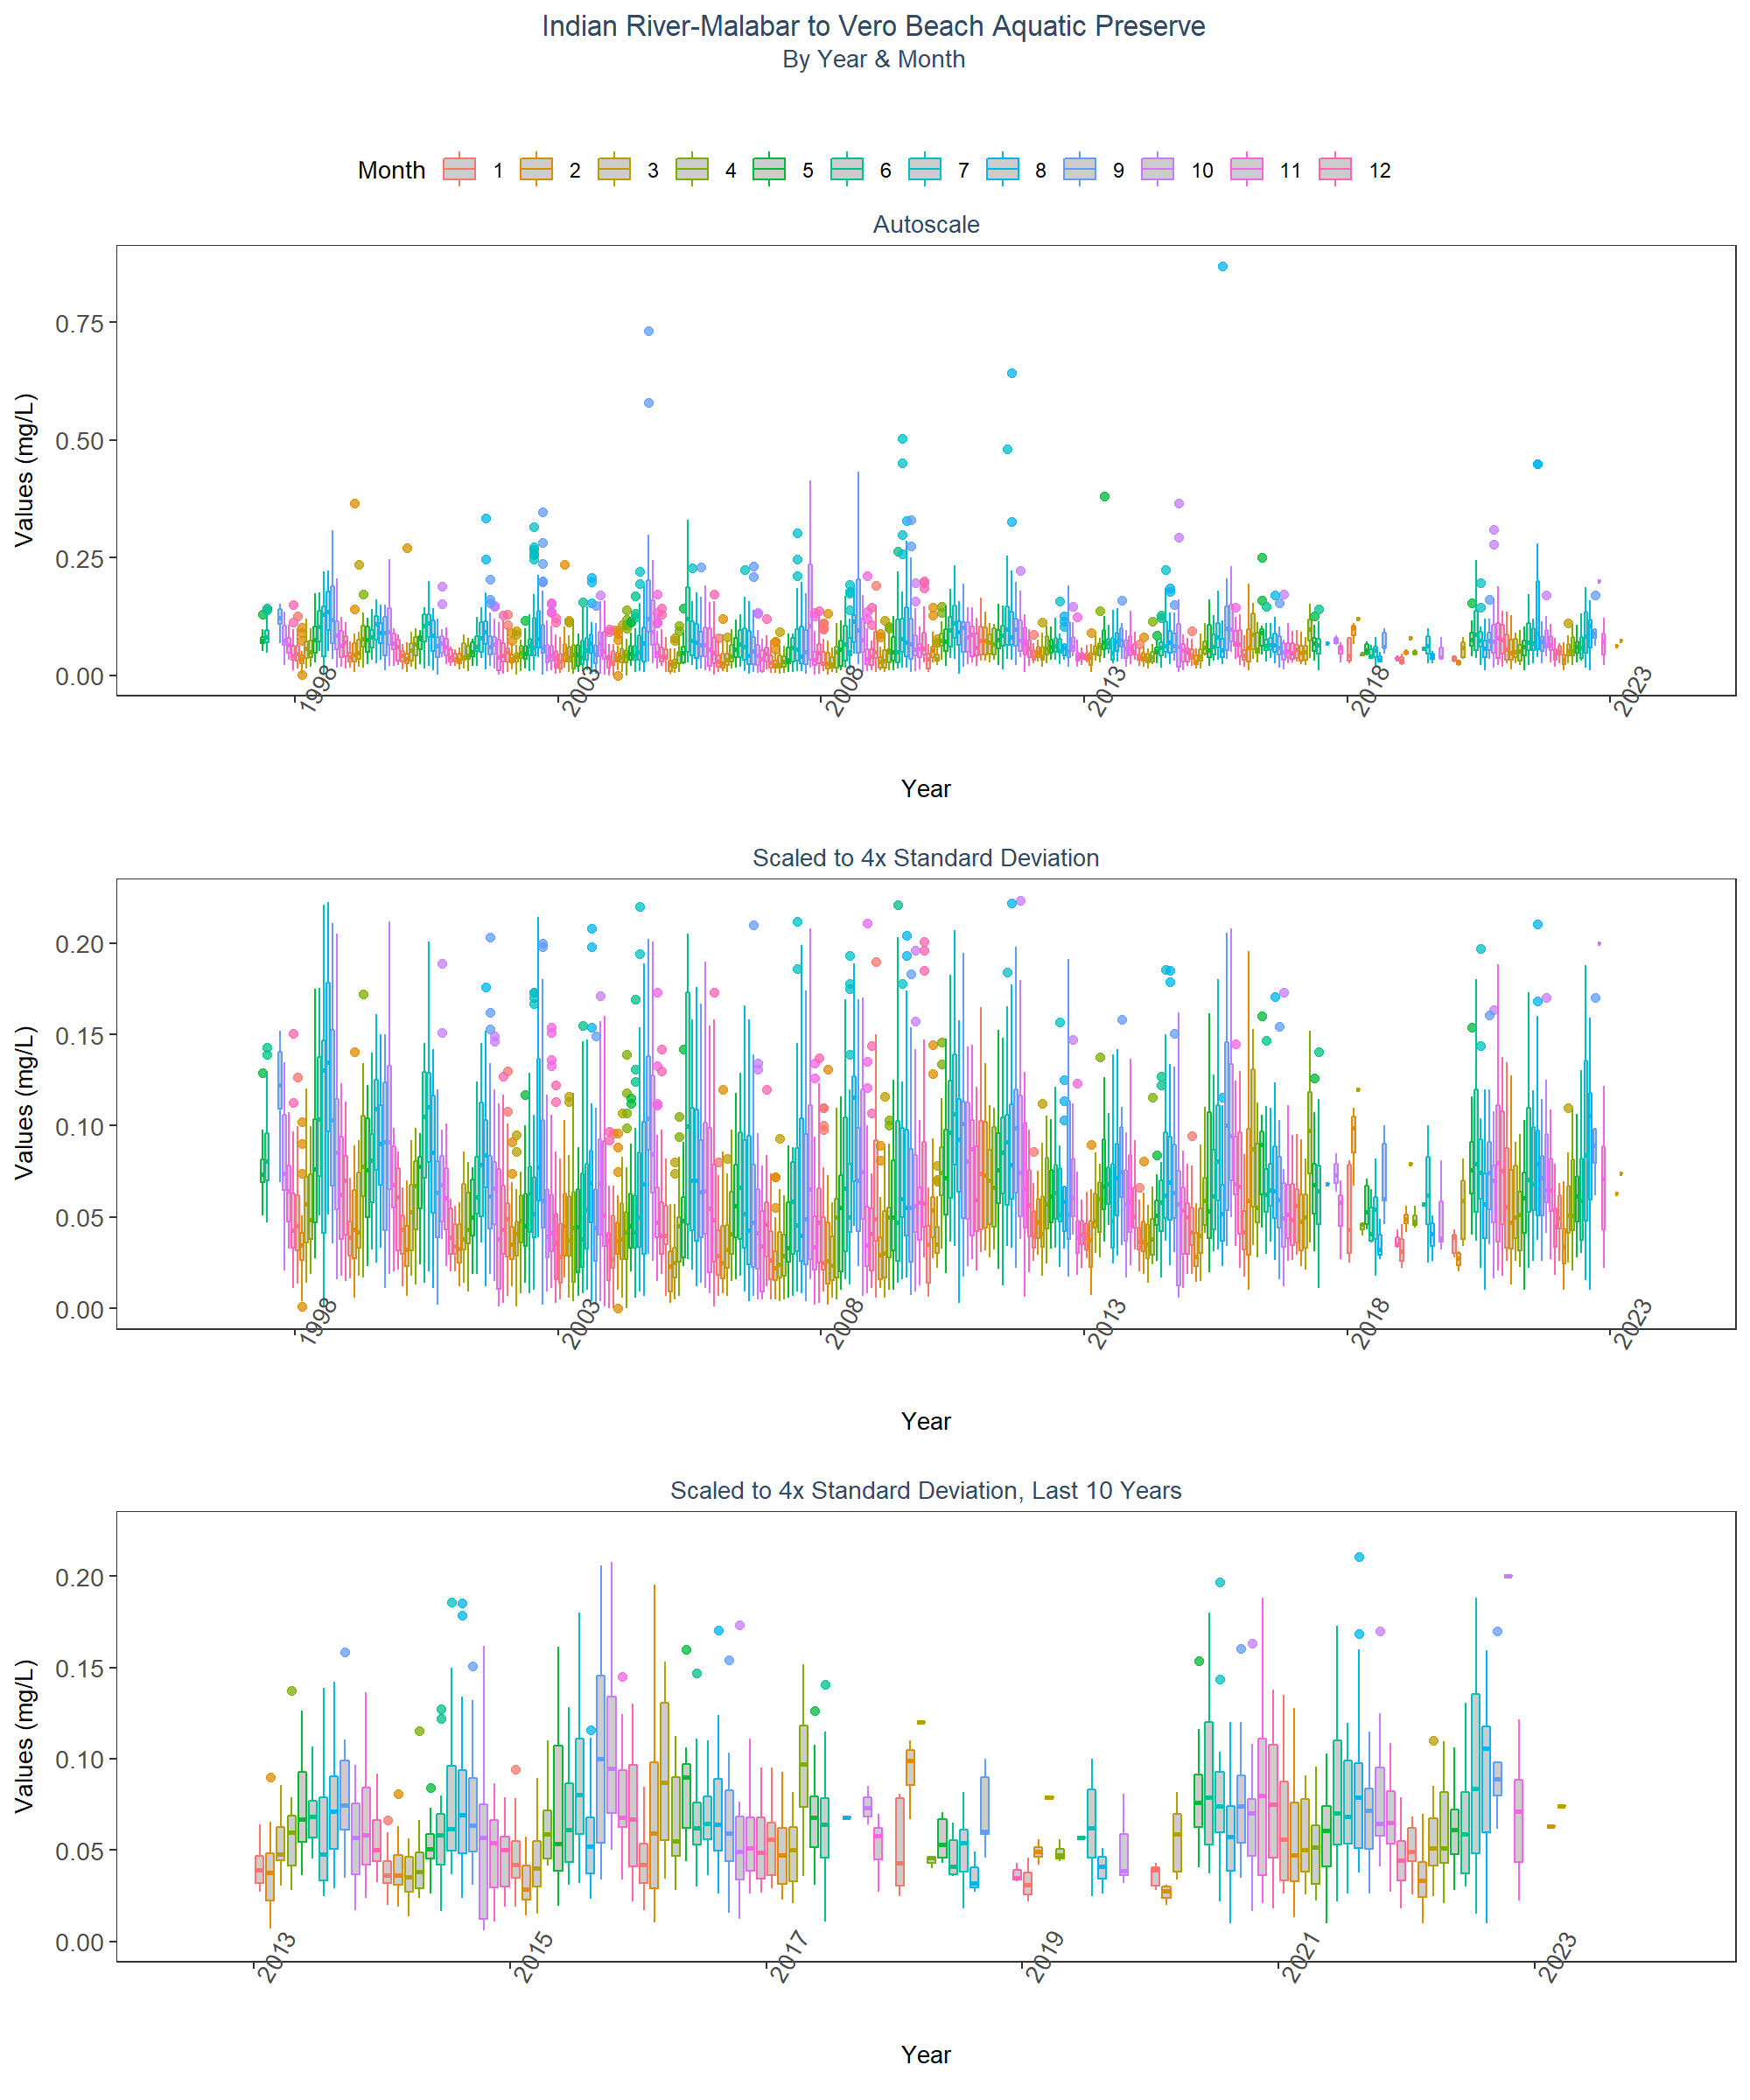 Indian River-Malabar to Vero Beach Aquatic Preserve
By Year & Month
Month 1 2 3 4 5 6 7 8 9 10 11 12
Autoscale
Values (mg/L)
0.75
0.50
0.25
0.00
1998 2003 2008 2013 2018 2023
Year
Scaled to 4x Standard Deviation
Values (mg/L)
0.20
0.15
0.10
0.05
0.00
1998 2003 2008 2013 2018 2023
Year
Scaled to 4x Standard Deviation, Last 10 Years
Values (mg/L)
0.20
0.15
0.10
0.05
0.00
2013 2015 2017 2019 2021 2023
Year